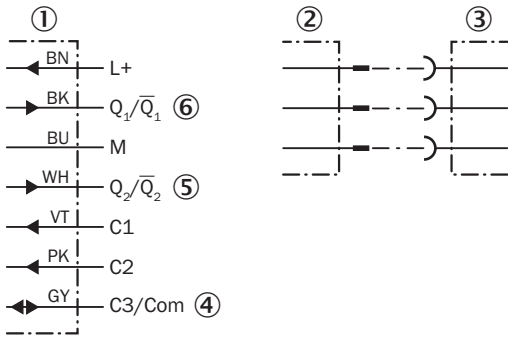 ① ② ③
BN L+
BK Q₁/Q̅₁ ⑥
BU M
WH Q₂/Q̅₂ ⑤
VT C1
PK C2
GY C3/Com ④